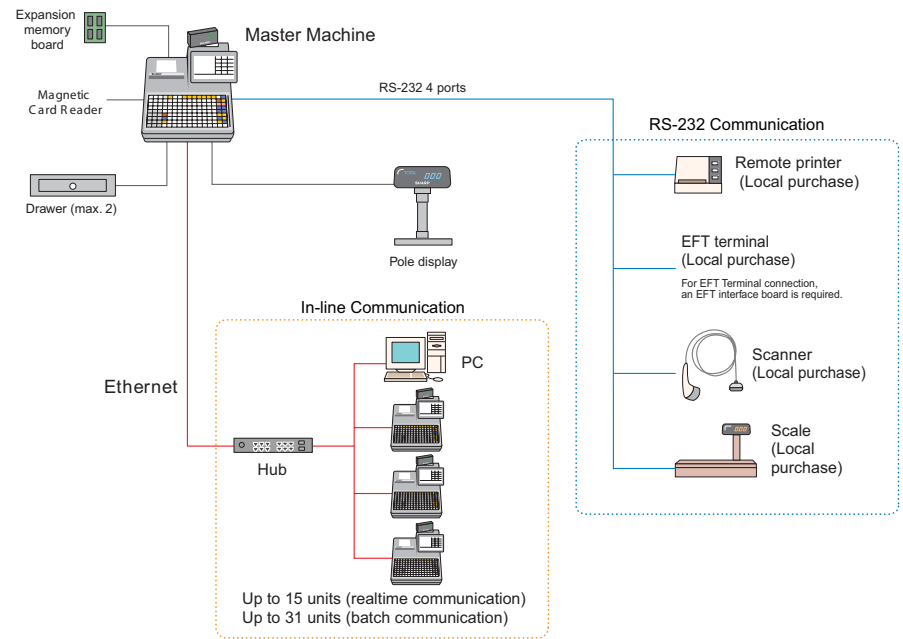 Expansion
memory
board
Master Machine
Magnetic
Card Reader
RS-232 4 ports
RS-232 Communication
Remote printer
(Local purchase)
Drawer (max. 2)
000
SHARP
Pole display
EFT terminal
(Local purchase)
For EFT Terminal connection,
an EFT interface board is required.
In-line Communication
PC
Ethernet
Hub
Scanner
(Local purchase)
000
Scale
(Local
purchase)
Up to 15 units (realtime communication)
Up to 31 units (batch communication)